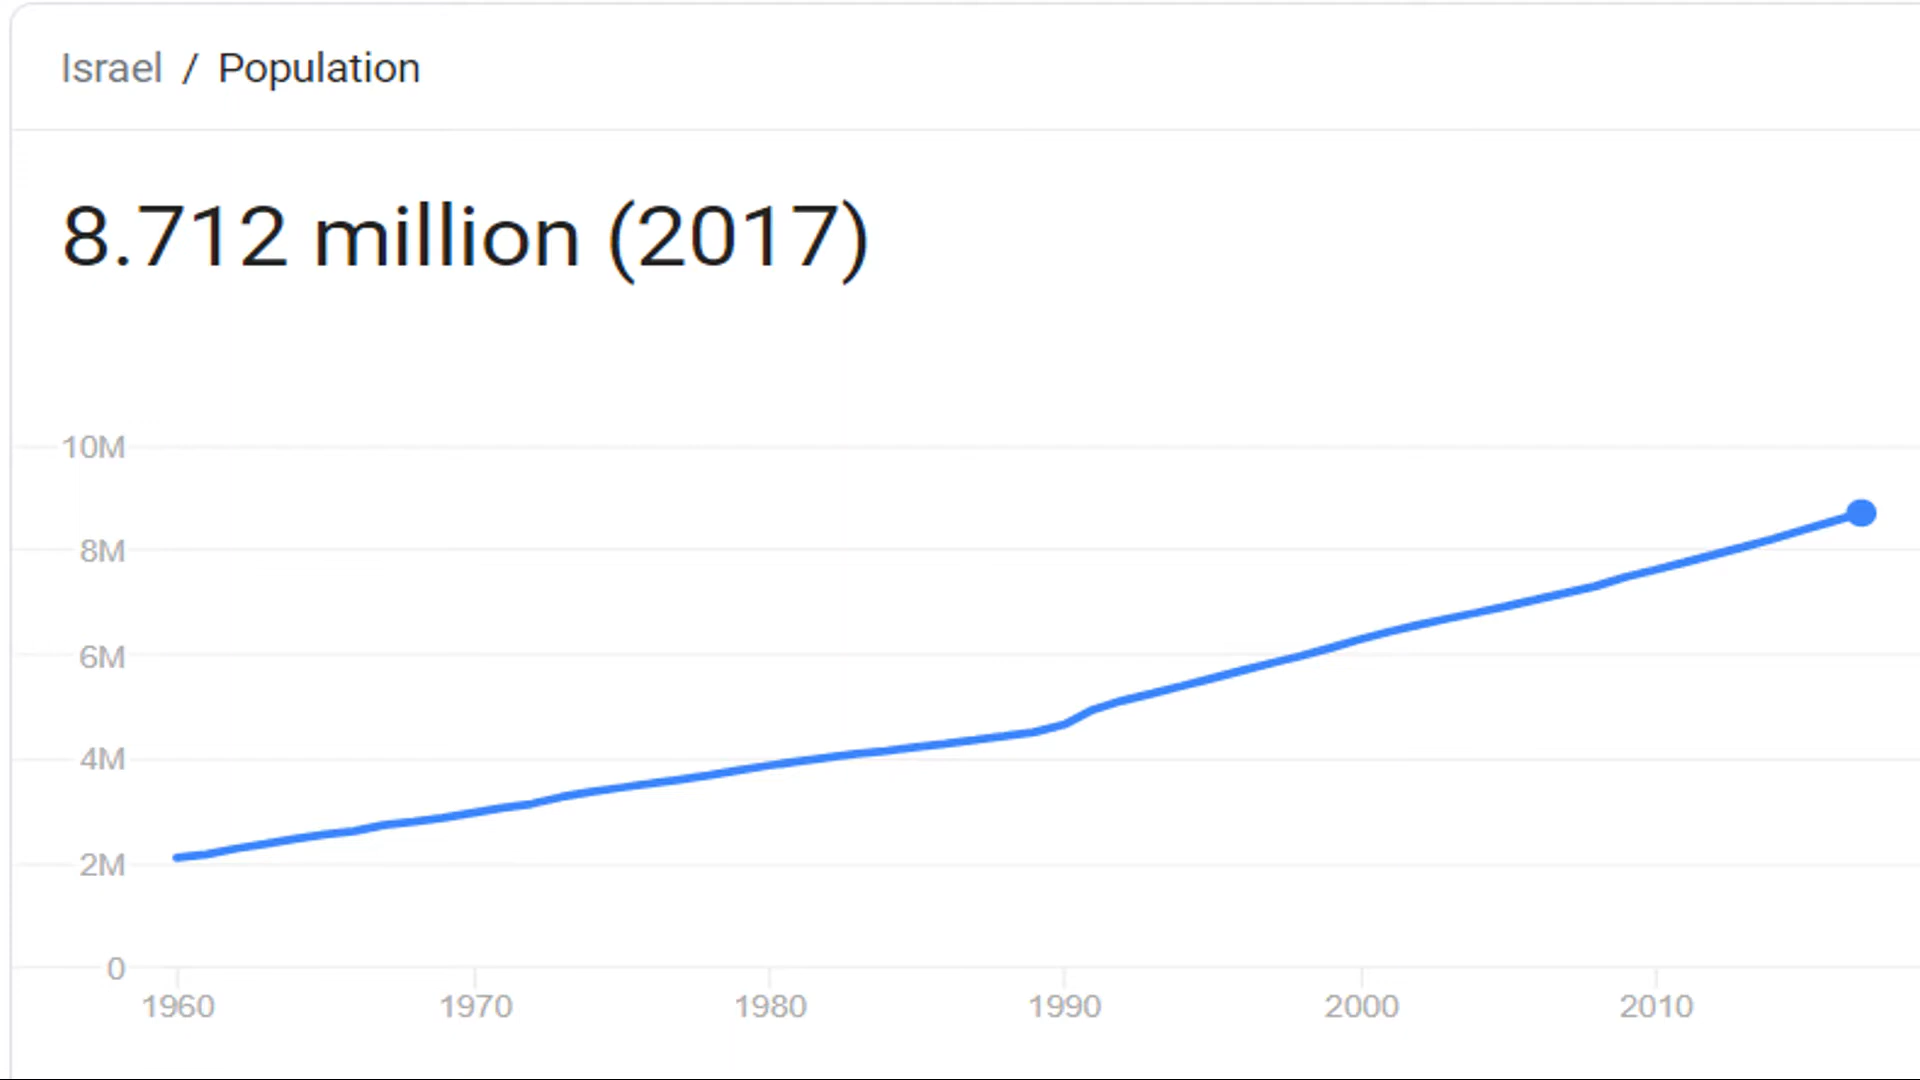 Israel / Population
8.712 million (2017)
10M
8M
6M
4M
2M
0
1960 1970 1980 1990 2000 2010